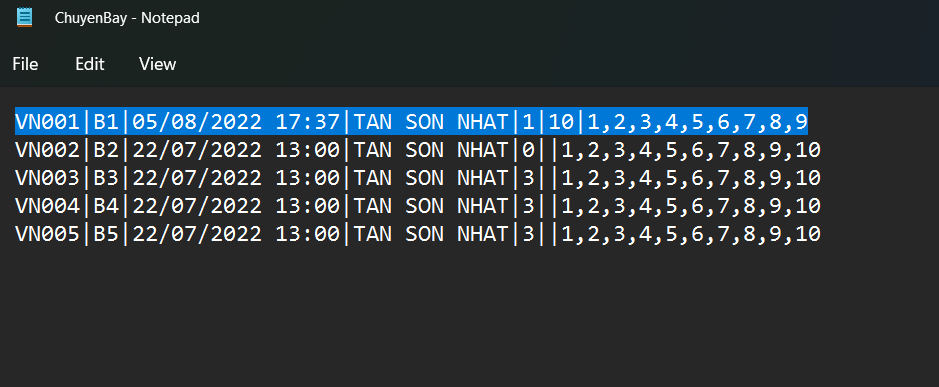 ChuyenBay - Notepad
File Edit View
VN001|B1|05/08/2022 17:37|TAN SON NHAT|1|10|1,2,3,4,5,6,7,8,9
VN002|B2|22/07/2022 13:00|TAN SON NHAT|0||1,2,3,4,5,6,7,8,9,10
VN003|B3|22/07/2022 13:00|TAN SON NHAT|3||1,2,3,4,5,6,7,8,9,10
VN004|B4|22/07/2022 13:00|TAN SON NHAT|3||1,2,3,4,5,6,7,8,9,10
VN005|B5|22/07/2022 13:00|TAN SON NHAT|3||1,2,3,4,5,6,7,8,9,10